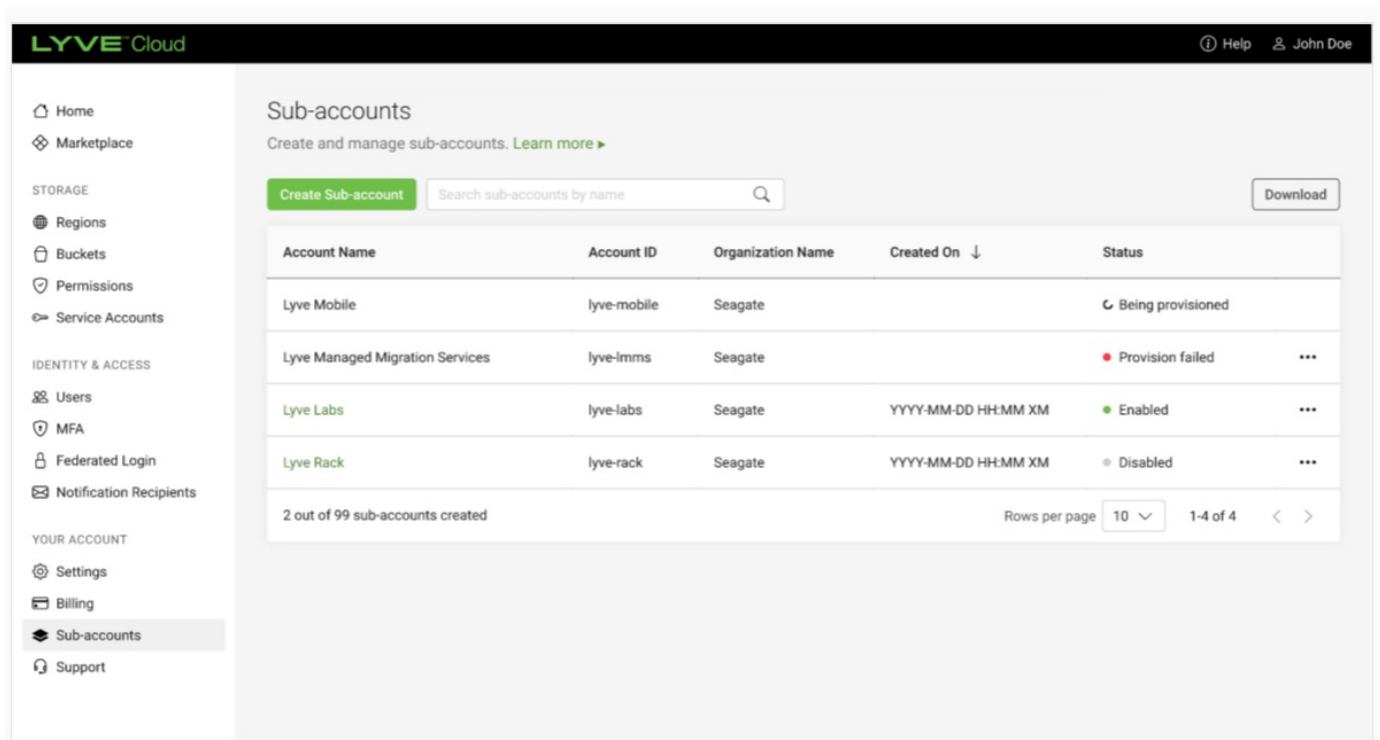 LYVE™Cloud Help John Doe
Home
Marketplace
STORAGE
Regions
Buckets
Permissions
Service Accounts
IDENTITY & ACCESS
Users
MFA
Federated Login
Notification Recipients
YOUR ACCOUNT
Settings
Billing
Sub-accounts
Support
Sub-accounts
Create and manage sub-accounts. Learn more ▸
Create Sub-account Search sub-accounts by name Download
Account Name Account ID Organization Name Created On ↓ Status
Lyve Mobile lyve-mobile Seagate Being provisioned
Lyve Managed Migration Services lyve-lmms Seagate Provision failed •••
Lyve Labs lyve-labs Seagate YYYY-MM-DD HH:MM XM Enabled •••
Lyve Rack lyve-rack Seagate YYYY-MM-DD HH:MM XM Disabled •••
2 out of 99 sub-accounts created Rows per page 10 1-4 of 4 < >